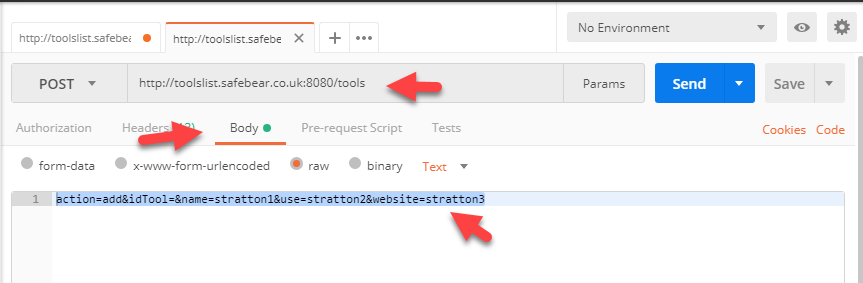 http://toolslist.safebea
http://toolslist.safebe
No Environment
POST
http://toolslist.safebear.co.uk:8080/tools
Params
Send
Save
Authorization
Headers
Body
Pre-request Script
Tests
Cookies
Code
form-data
x-www-form-urlencoded
raw
binary
Text
1
action=add&idTool=&name=stratton1&use=stratton2&website=stratton3